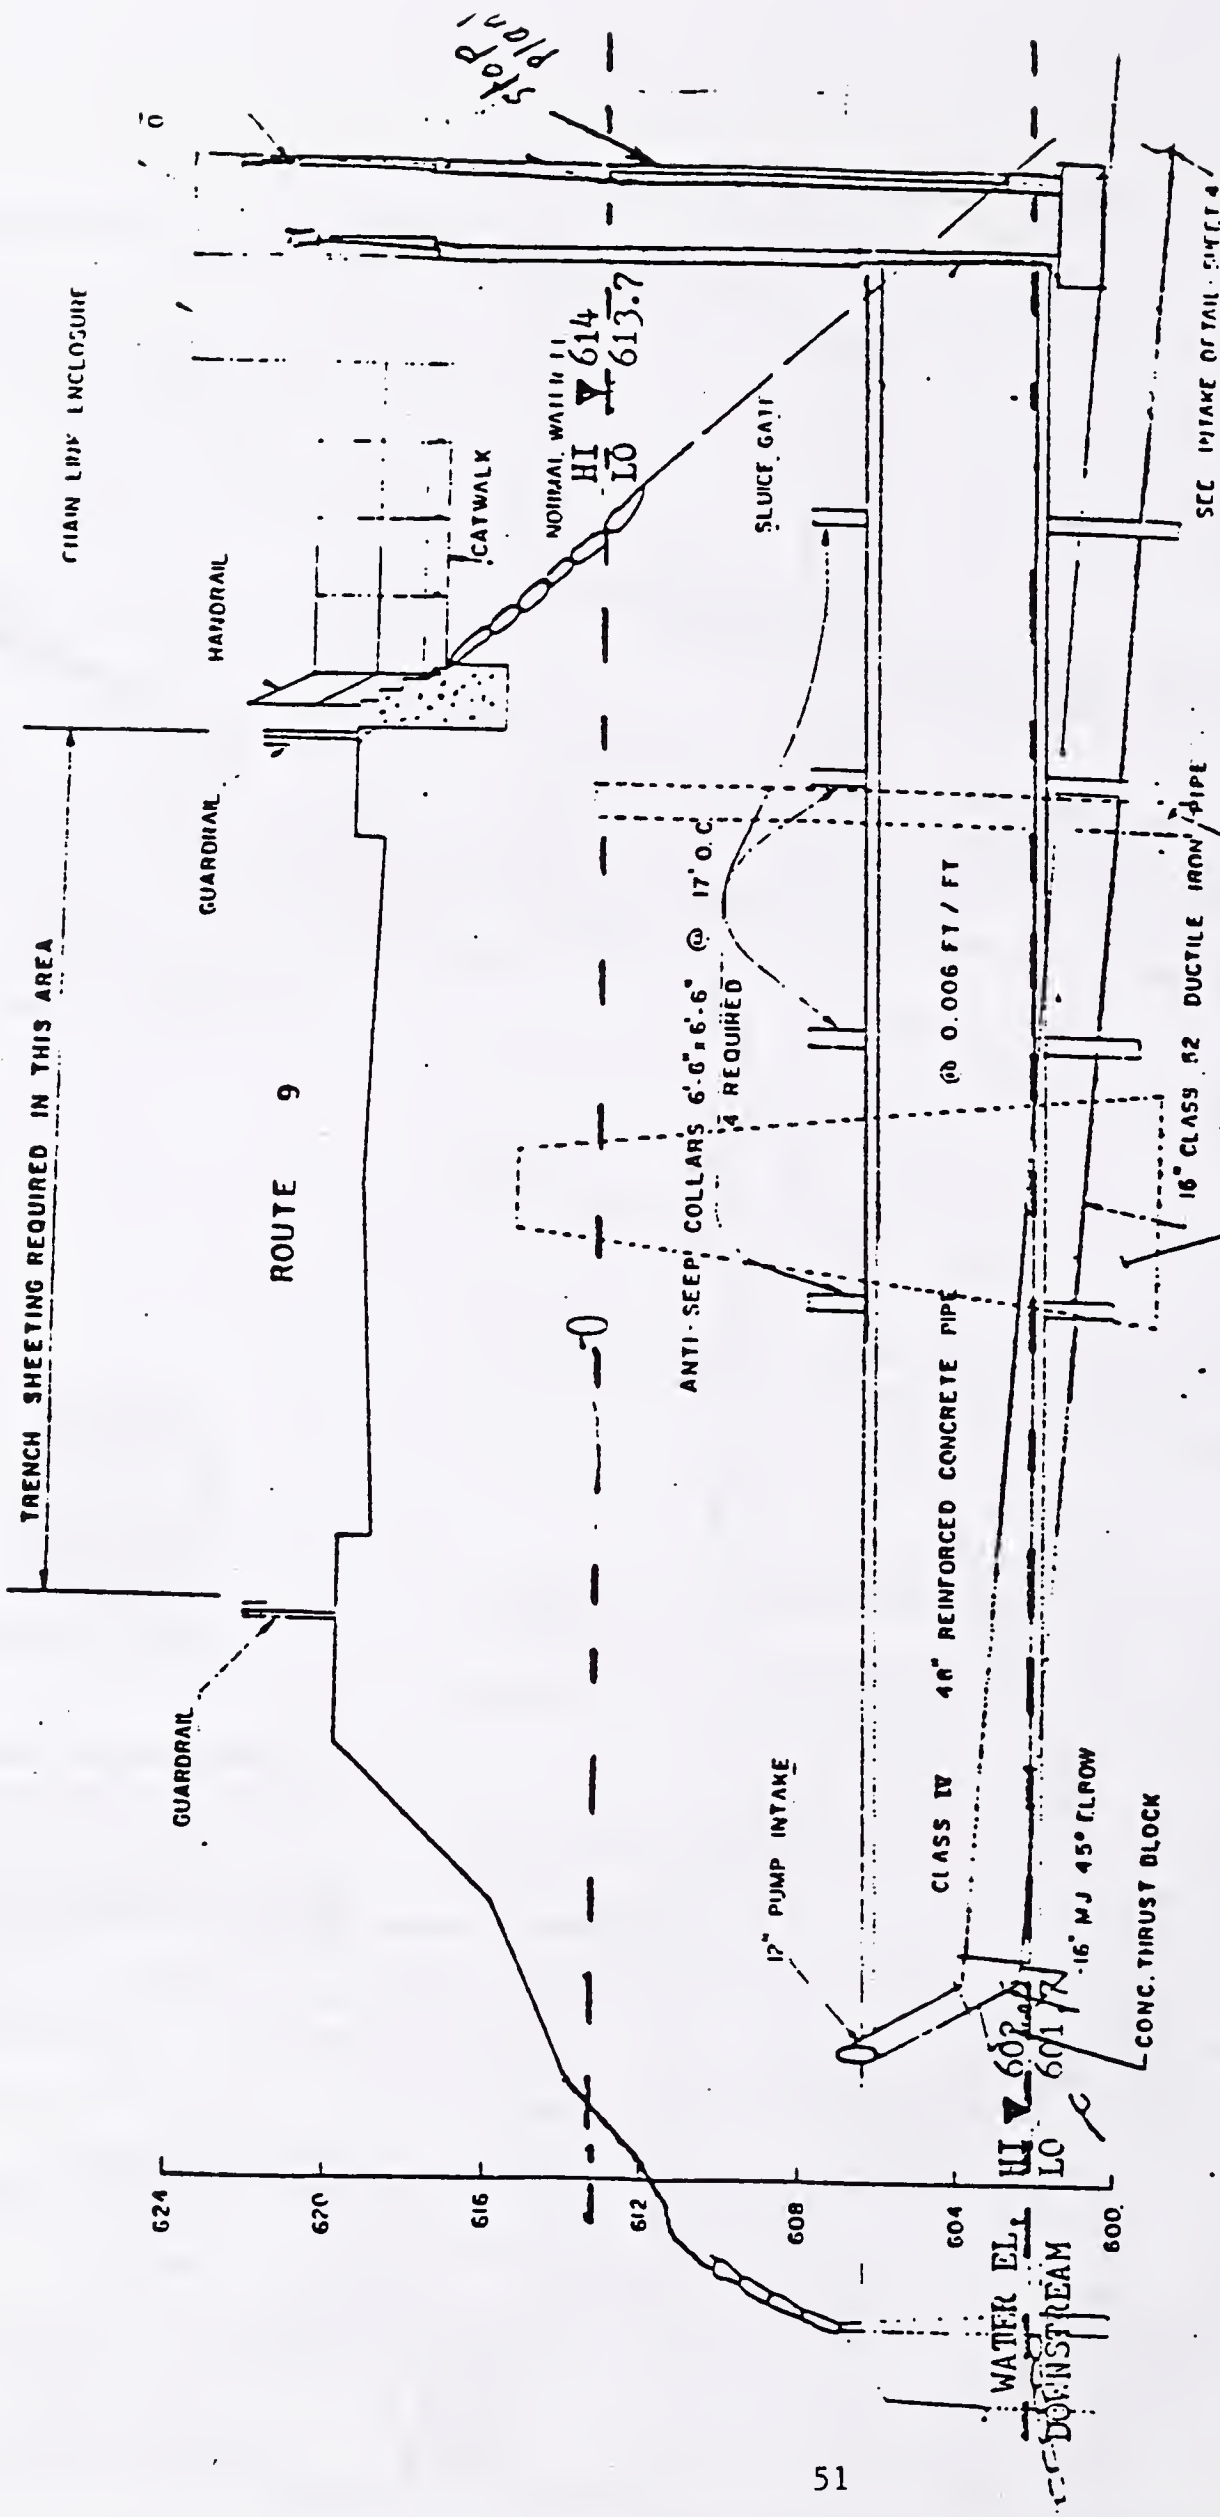 TRENCH SHEETING REQUIRED IN THIS AREA
CHAIN LINK ENCLOSURE
HANDRAIL
GUARDRAIL
GUARDRAIL
ROUTE 9
CATWALK
NORMAL WATER
HI 614
LO 613.7
SLUICE GATE
ANTI-SEEP COLLARS 6'-6"x6'-6" @ 17' O.C.
4 REQUIRED
12" PUMP INTAKE
CLASS IV 48" REINFORCED CONCRETE PIPE @ 0.006 FT / FT
16" MJ 45° ELBOW
CONC. THRUST BLOCK
16" CLASS 52 DUCTILE IRON PIPE
SEE INTAKE DETAIL SHEET 4
624
620
616
612
608
604
600
WATER EL.
DOWNSTREAM
HI 602
LO 601.7
51